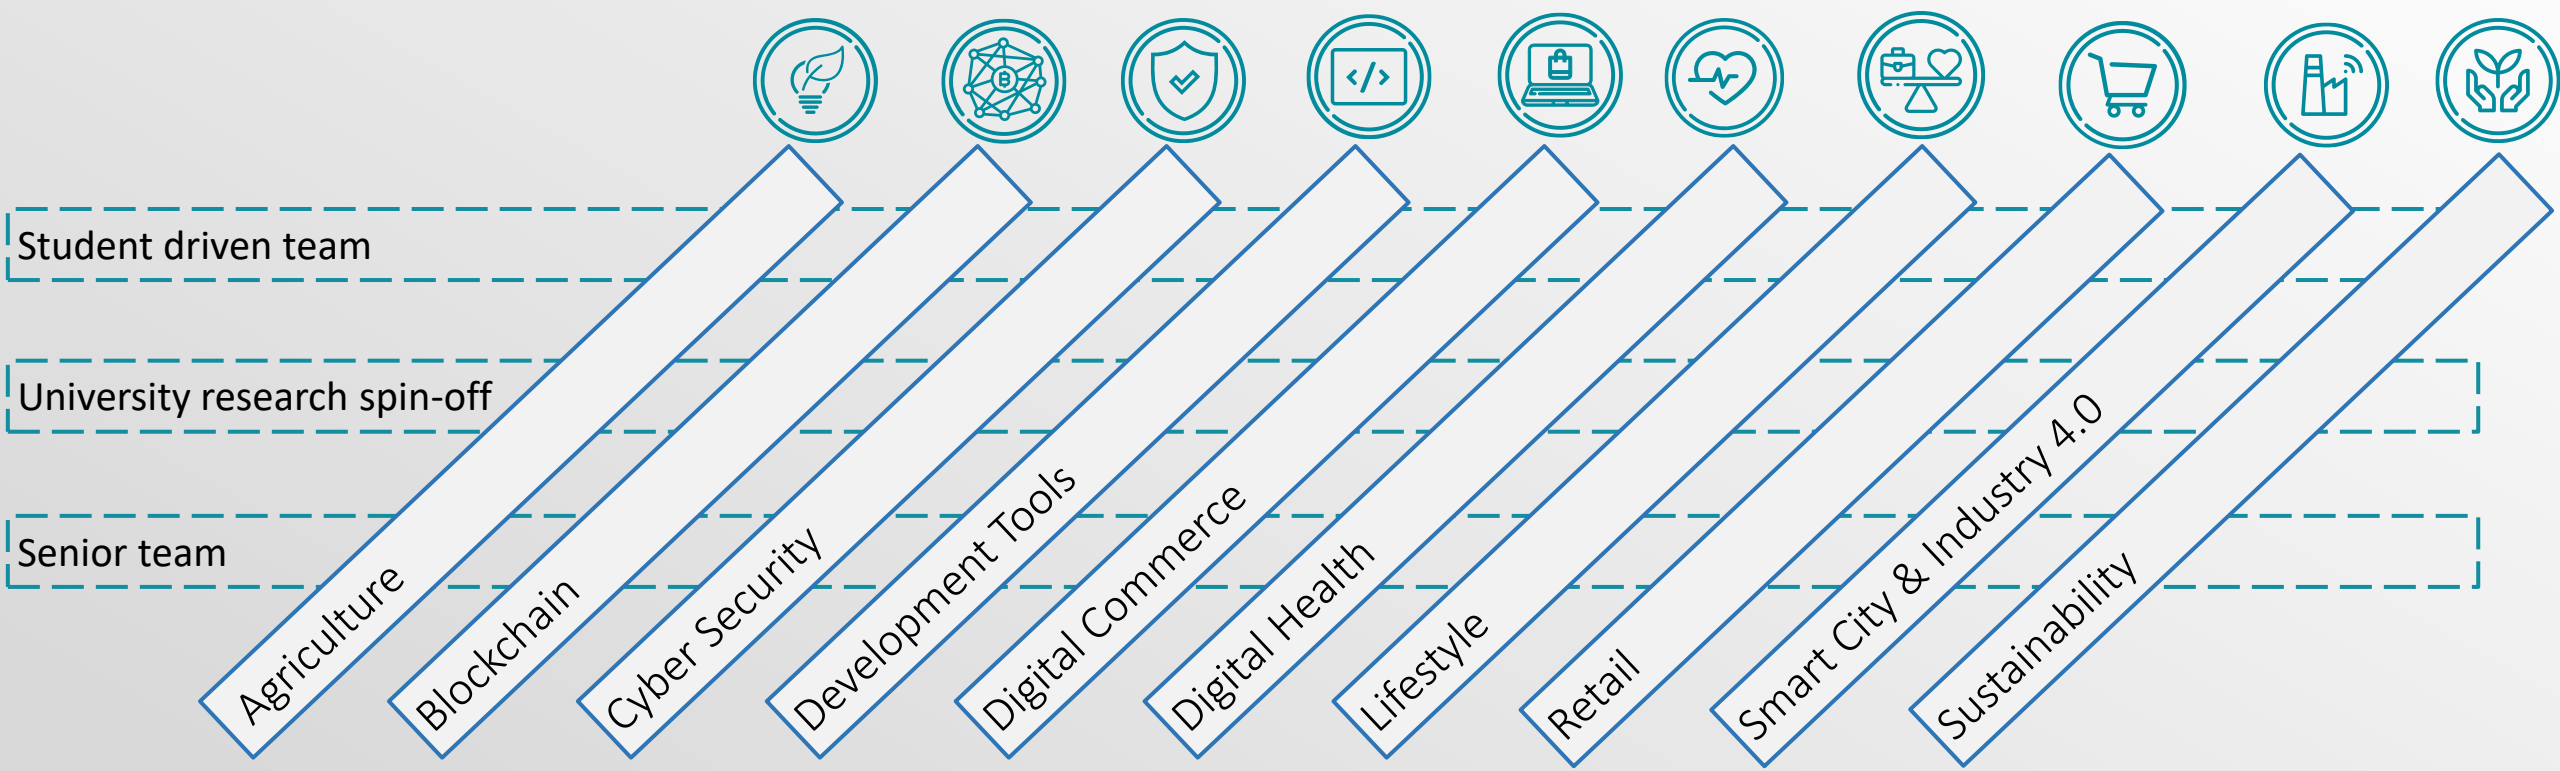 Student driven team
University research spin-off
Senior team
Agriculture
Blockchain
Cyber Security
Development Tools
Digital Commerce
Digital Health
Lifestyle
Retail
Smart City & Industry 4.0
Sustainability